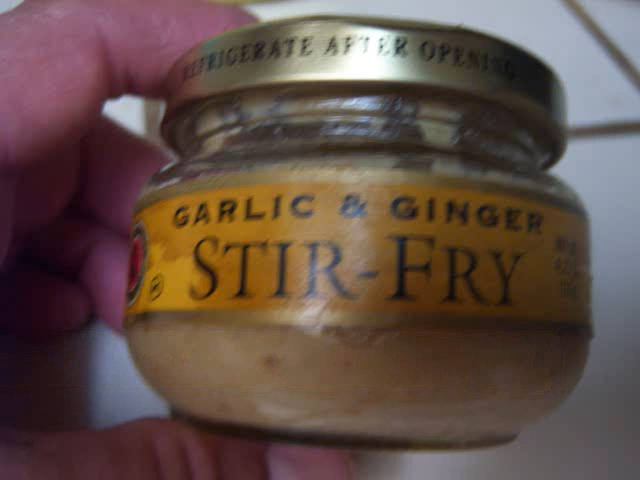 REFRIGERATE AFTER OPENING
GARLIC & GINGER
STIR-FRY
®